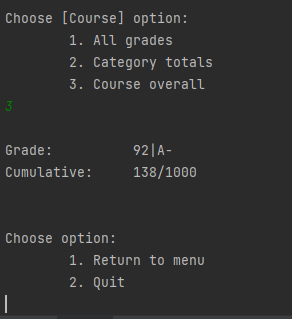 Choose [Course] option:
1. All grades
2. Category totals
3. Course overall
3
Grade: 92|A-
Cumulative: 138/1000
Choose option:
1. Return to menu
2. Quit